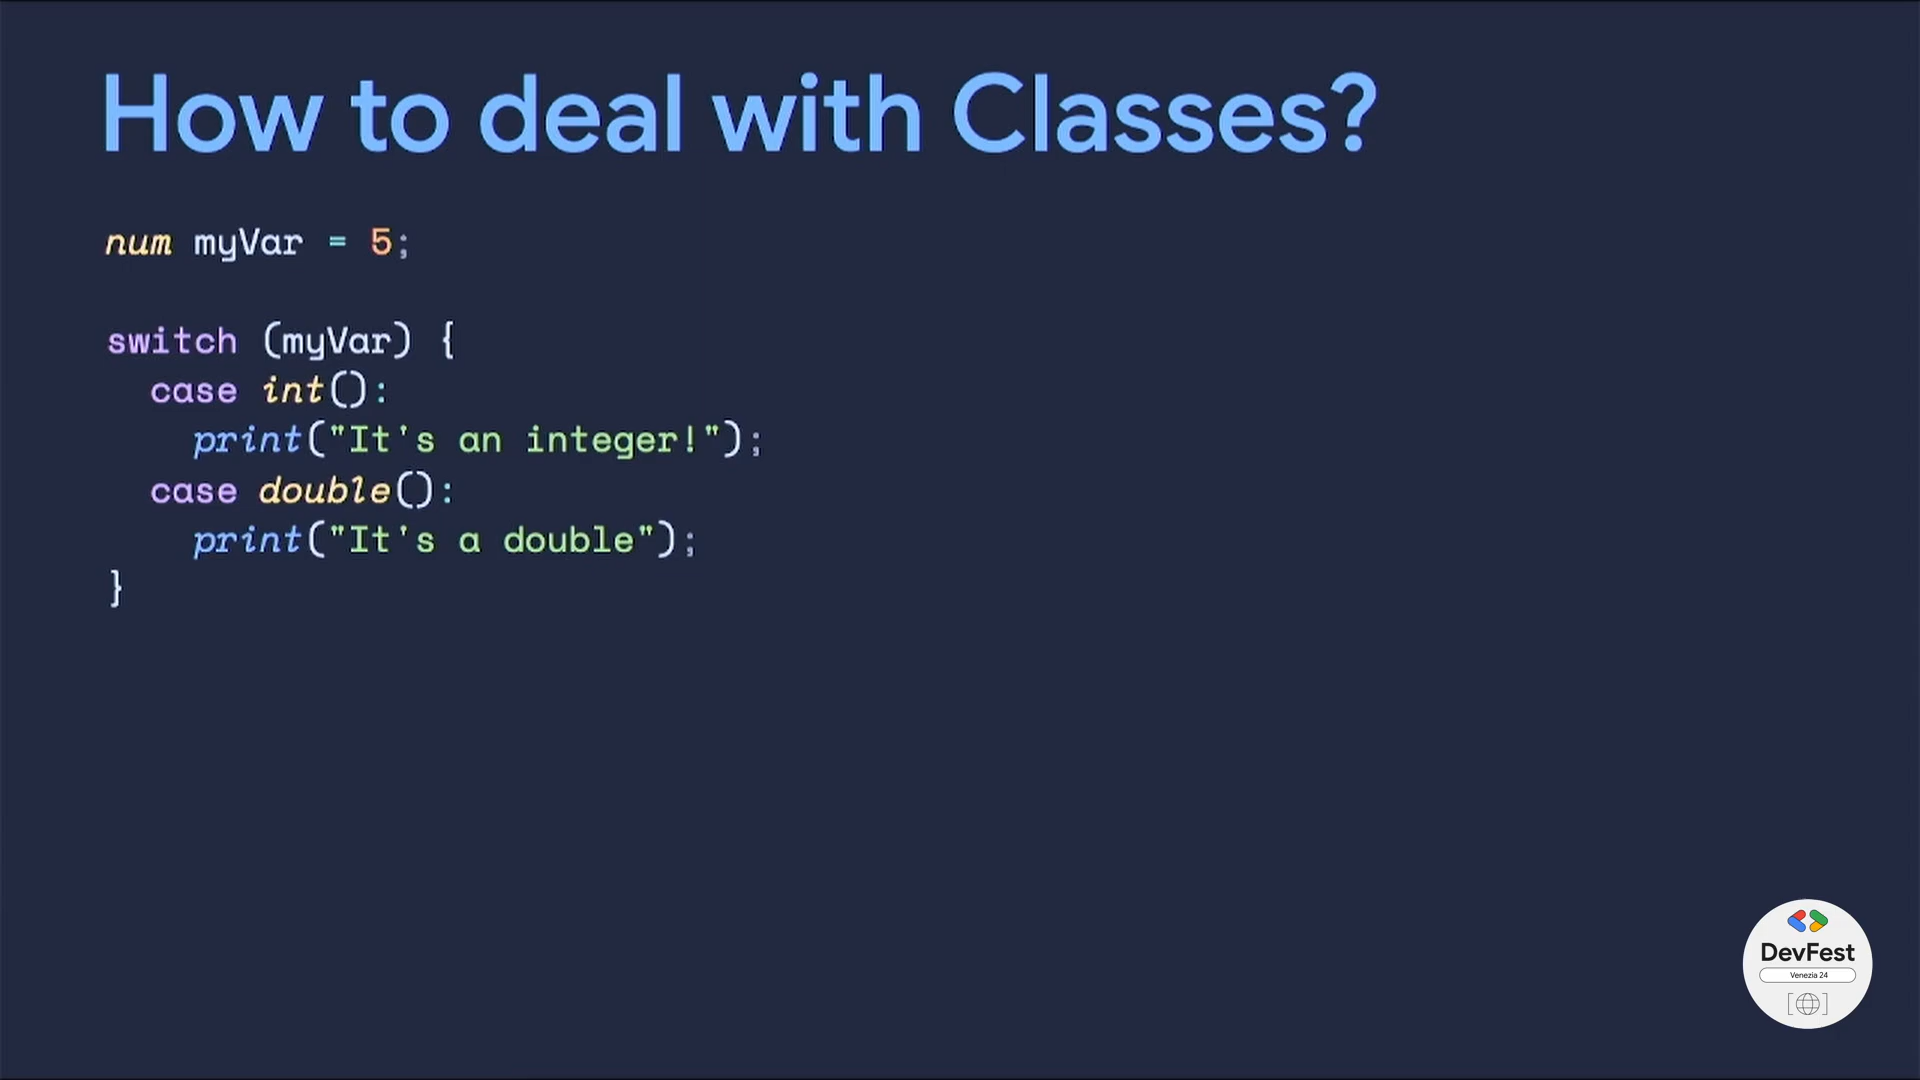 How to deal with Classes?
num myVar = 5;
switch (myVar) {
  case int():
    print("It's an integer!");
  case double():
    print("It's a double");
}
DevFest
Venezia 24